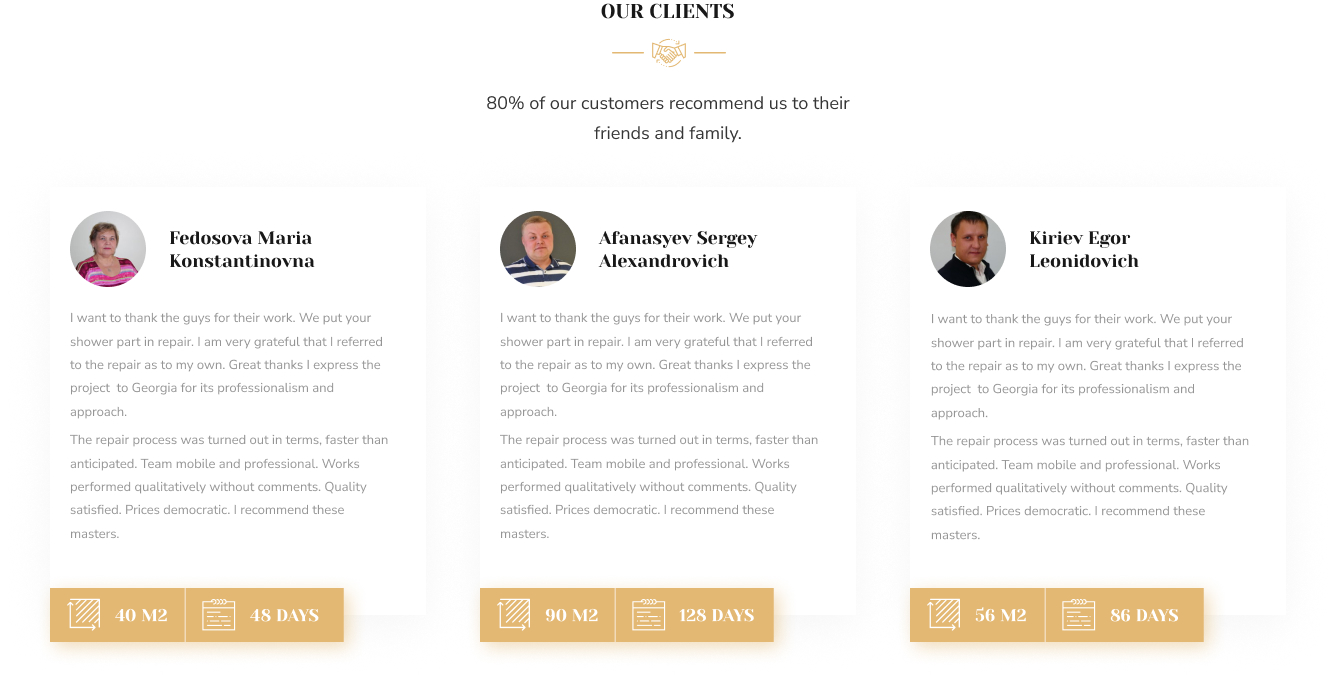 OUR CLIENTS
80% of our customers recommend us to their
friends and family.
Fedosova Maria
Konstantinovna
I want to thank the guys for their work. We put your
shower part in repair. I am very grateful that I referred
to the repair as to my own. Great thanks I express the
project  to Georgia for its professionalism and
approach.
The repair process was turned out in terms, faster than
anticipated. Team mobile and professional. Works
performed qualitatively without comments. Quality
satisfied. Prices democratic. I recommend these
masters.
40 M2
48 DAYS
Afanasyev Sergey
Alexandrovich
I want to thank the guys for their work. We put your
shower part in repair. I am very grateful that I referred
to the repair as to my own. Great thanks I express the
project  to Georgia for its professionalism and
approach.
The repair process was turned out in terms, faster than
anticipated. Team mobile and professional. Works
performed qualitatively without comments. Quality
satisfied. Prices democratic. I recommend these
masters.
90 M2
128 DAYS
Kiriev Egor
Leonidovich
I want to thank the guys for their work. We put your
shower part in repair. I am very grateful that I referred
to the repair as to my own. Great thanks I express the
project  to Georgia for its professionalism and
approach.
The repair process was turned out in terms, faster than
anticipated. Team mobile and professional. Works
performed qualitatively without comments. Quality
satisfied. Prices democratic. I recommend these
masters.
56 M2
86 DAYS